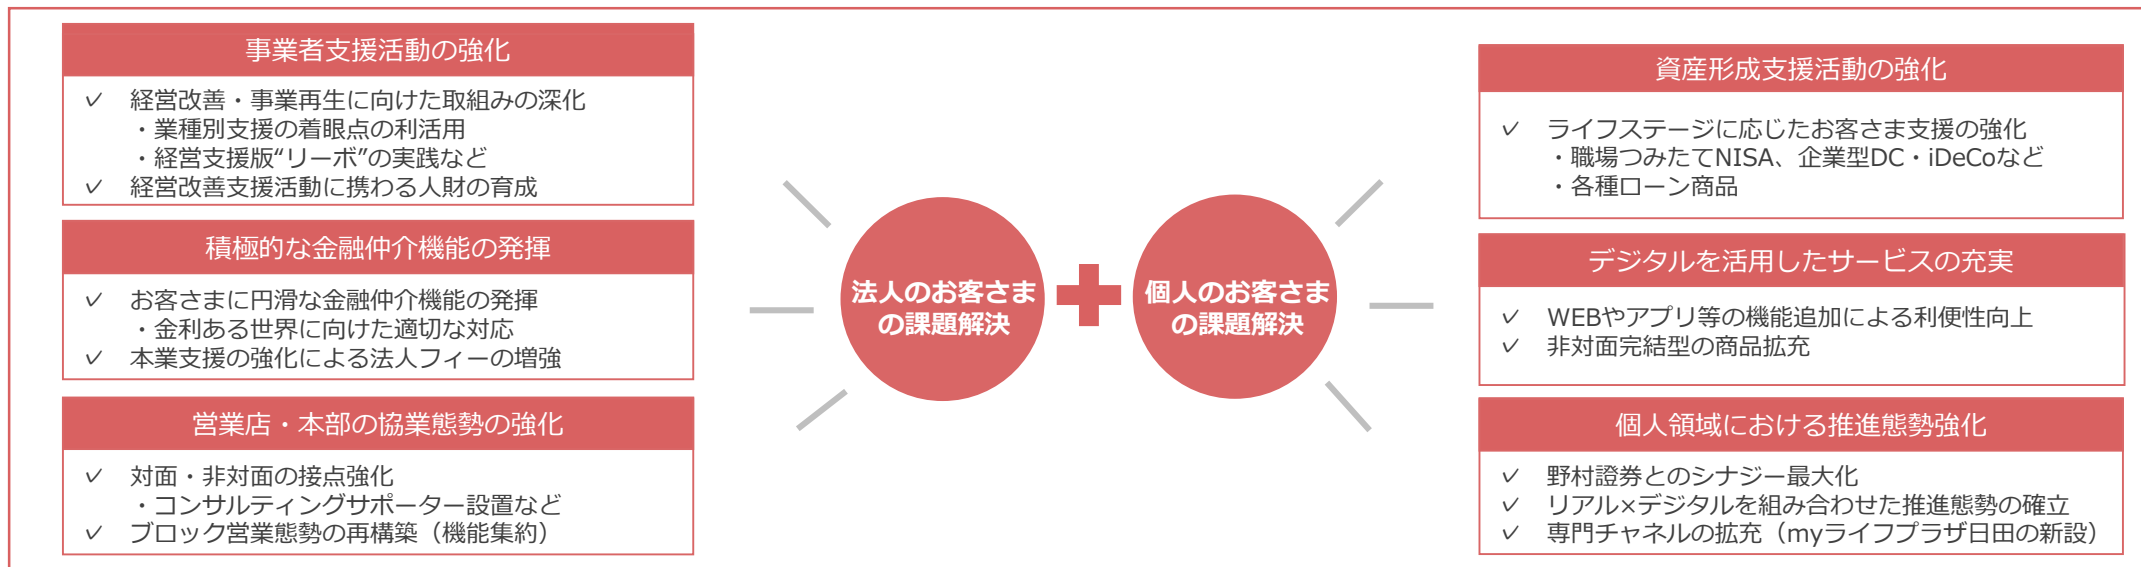 事業者支援活動の強化
✓ 経営改善・事業再生に向けた取組みの深化
・業種別支援の着眼点の利活用
・経営支援版“リーボ”の実践など
✓ 経営改善支援活動に携わる人財の育成
積極的な金融仲介機能の発揮
✓ お客さまに円滑な金融仲介機能の発揮
・金利ある世界に向けた適切な対応
✓ 本業支援の強化による法人フィーの増強
営業店・本部の協業態勢の強化
✓ 対面・非対面の接点強化
・コンサルティングサポーター設置など
✓ ブロック営業態勢の再構築（機能集約）
法人のお客さま
の課題解決
個人のお客さま
の課題解決
資産形成支援活動の強化
✓ ライフステージに応じたお客さま支援の強化
・職場つみたてNISA、企業型DC・iDeCoなど
・各種ローン商品
デジタルを活用したサービスの充実
✓ WEBやアプリ等の機能追加による利便性向上
✓ 非対面完結型の商品拡充
個人領域における推進態勢強化
✓ 野村證券とのシナジー最大化
✓ リアル×デジタルを組み合わせた推進態勢の確立
✓ 専門チャネルの拡充（myライフプラザ日田の新設）